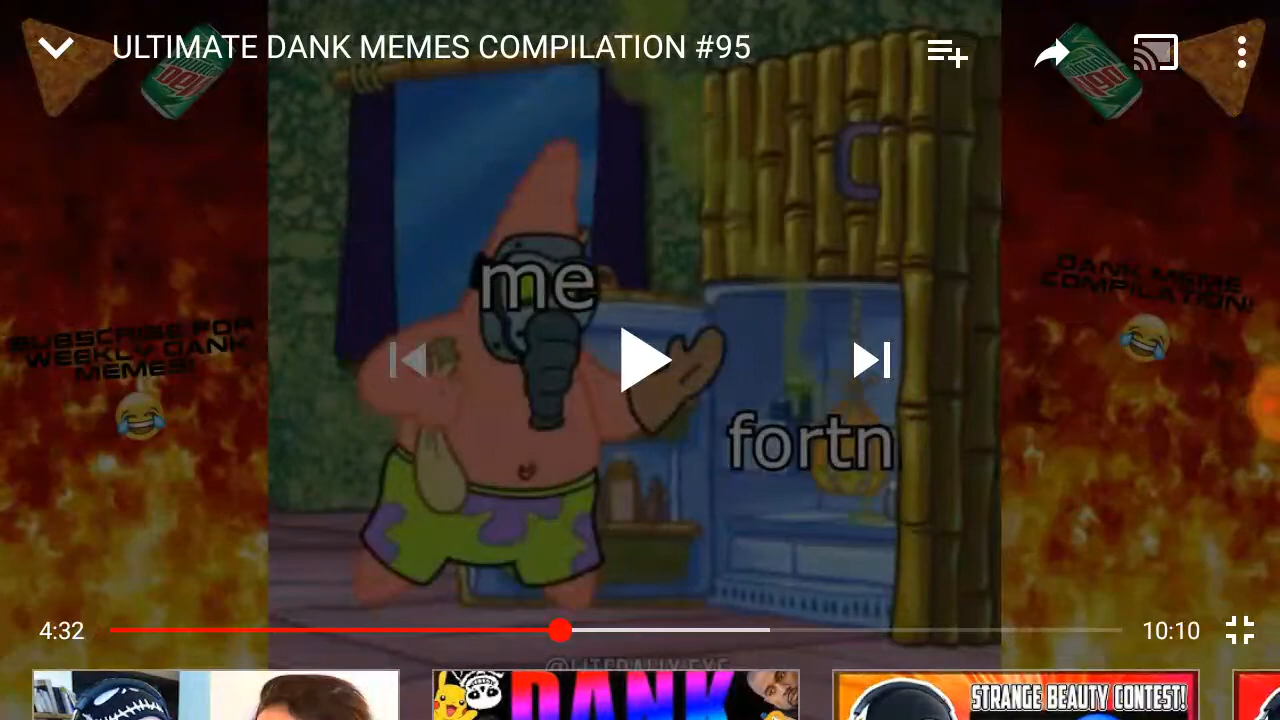 ULTIMATE DANK MEMES COMPILATION #95
C
me
fortn
SUBSCRIBE FOR
WEEKLY DANK
MEMES!
DANK MEME
COMPILATION!
4:32
10:10
DANK
STRANGE BEAUTY CONTEST!